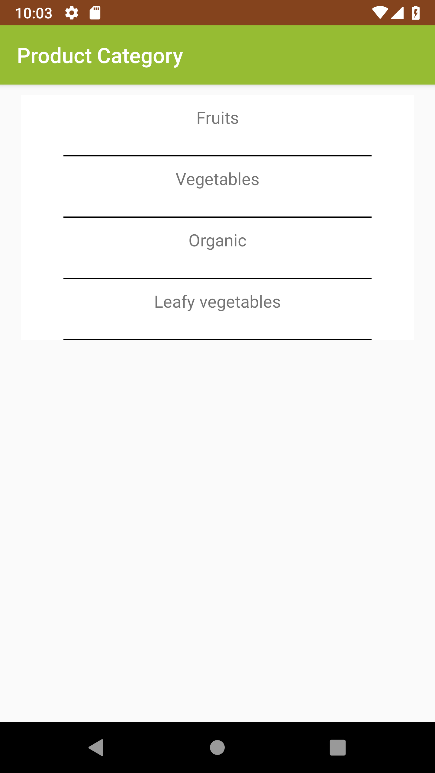 10:03
Product Category
Fruits
Vegetables
Organic
Leafy vegetables